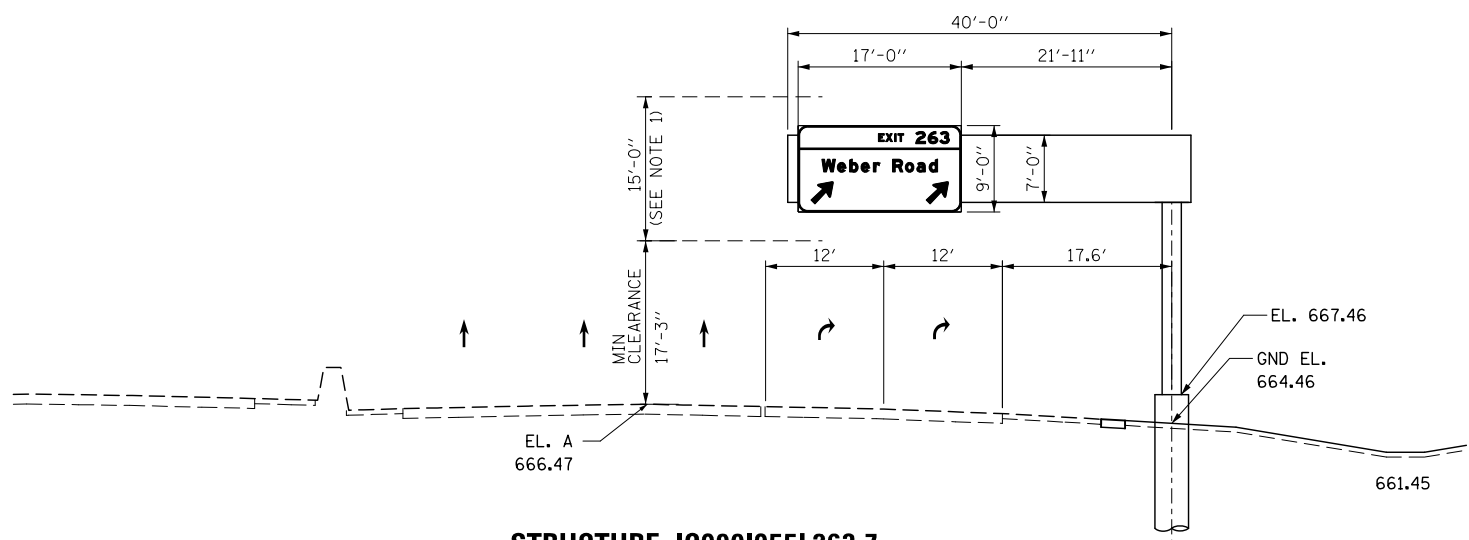 40'-0''
17'-0''
21'-11''
15'-0''
(SEE NOTE 1)
EXIT 263
Weber Road
9'-0''
7'-0''
MIN
CLEARANCE
17'-3''
12'
12'
17.6'
EL. 667.46
GND EL.
664.46
EL. A
666.47
661.45